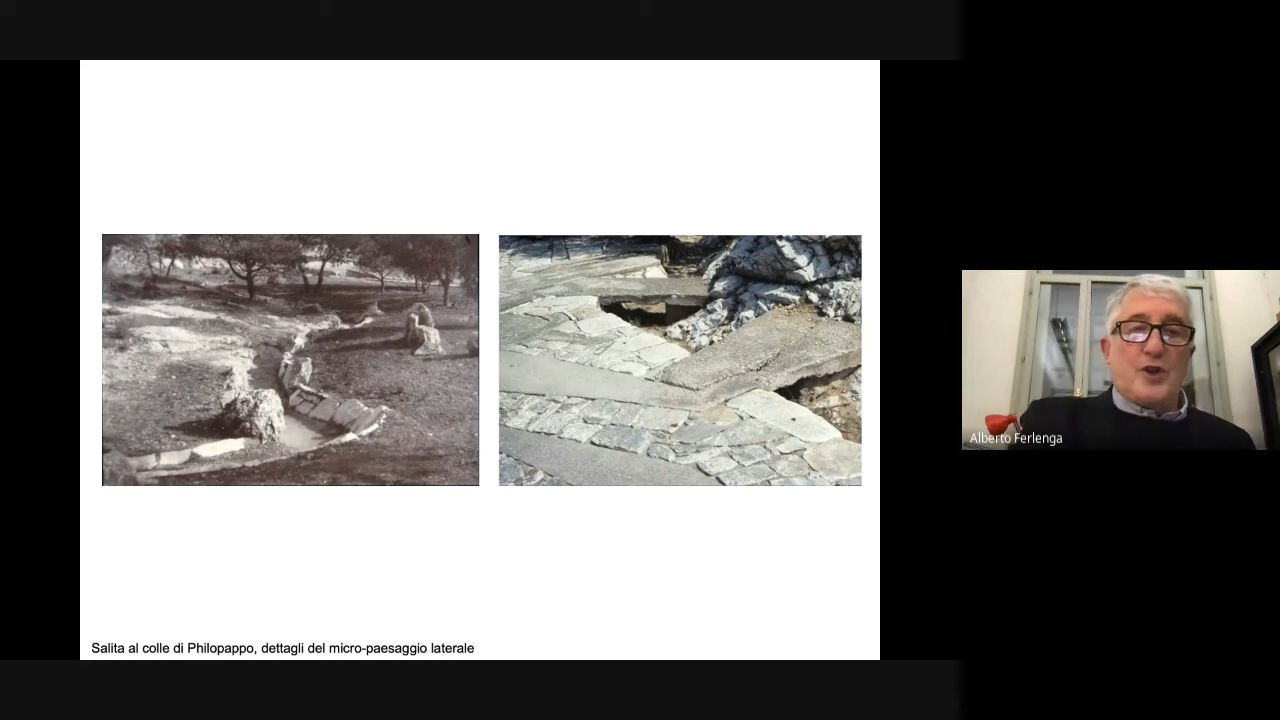 Alberto Ferlenga
Salita al colle di Philopappo, dettagli del micro-paesaggio laterale